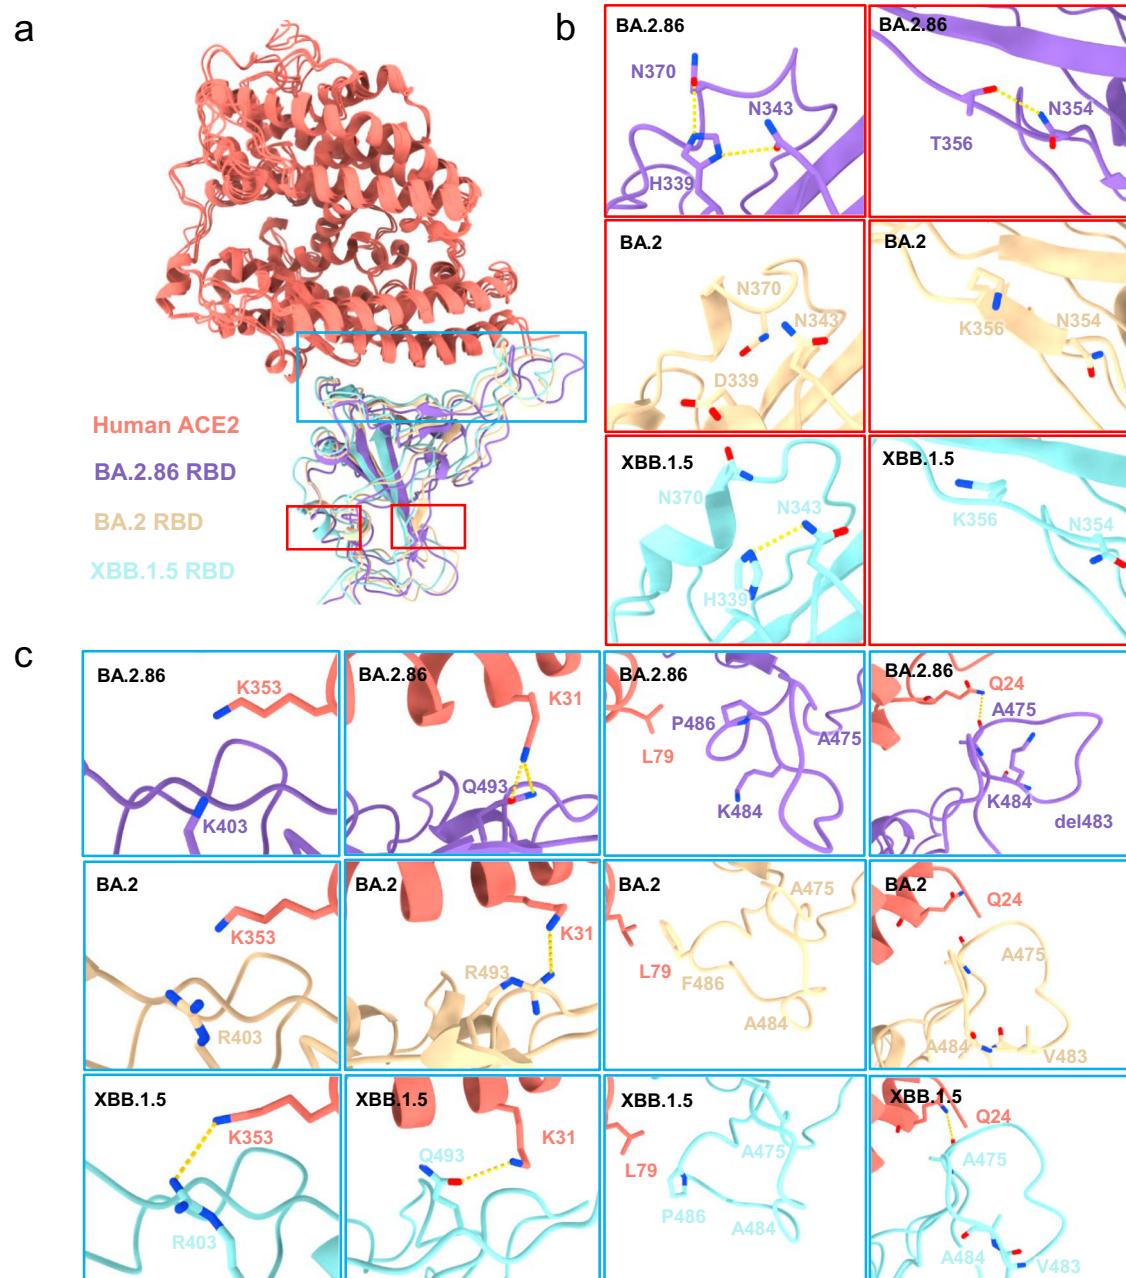 a
Human ACE2
BA.2.86 RBD
BA.2 RBD
XBB.1.5 RBD
b
BA.2.86
N370
N343
H339
BA.2.86
N354
T356
BA.2
N370
N343
D339
BA.2
K356
N354
XBB.1.5
N370
N343
H339
XBB.1.5
K356
N354
c
BA.2.86
K353
K403
BA.2.86
K31
Q493
BA.2.86
P486
A475
L79
K484
BA.2.86
Q24
A475
K484
del483
BA.2
K353
R403
BA.2
K31
R493
BA.2
A475
L79
F486
A484
BA.2
Q24
A475
A484
V483
XBB.1.5
K353
R403
XBB.1.5
K31
Q493
XBB.1.5
A475
L79
P486
A484
XBB.1.5
Q24
A475
A484
V483